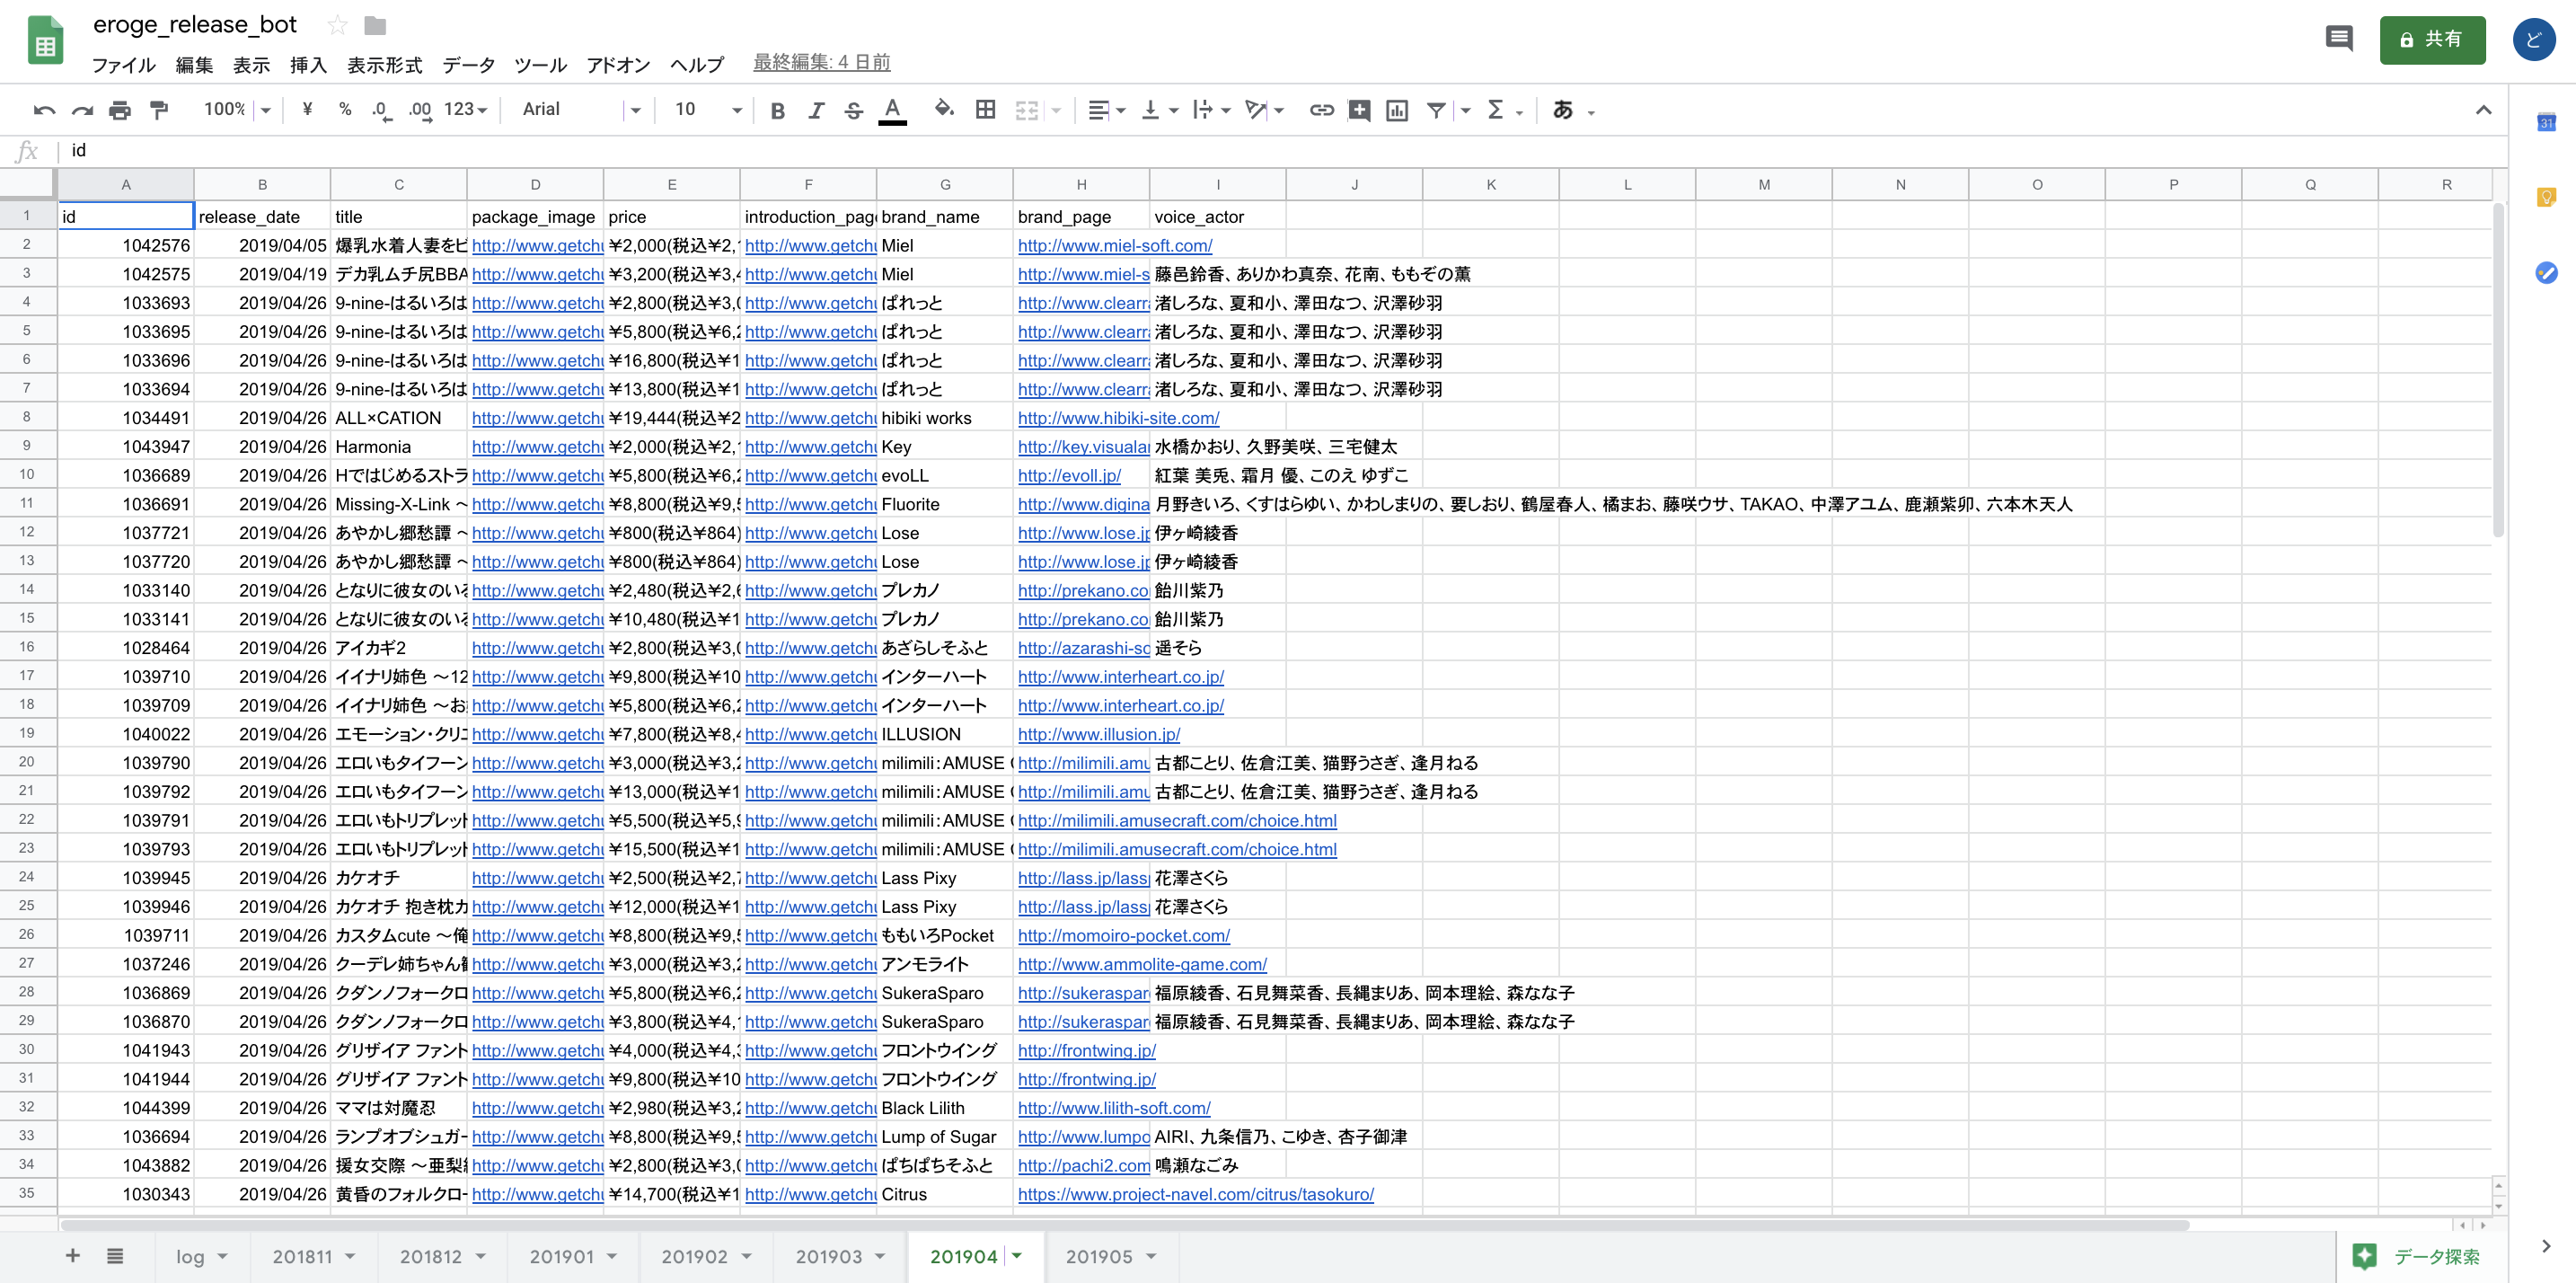 eroge_release_bot
ファイル 編集 表示 挿入 表示形式 データ ツール アドオン ヘルプ 最終編集: 4 日前
共有
ど
100% ¥ % .0 .00 123 Arial 10 B I S A Σ あ
31
fx id
A B C D E F G H I J K L M N O P Q R
1 id release_date title package_image price introduction_page brand_name brand_page voice_actor
2 1042576 2019/04/05 爆乳水着人妻をビ http://www.getchu ¥2,000(税込¥2,1 http://www.getchu Miel http://www.miel-soft.com/
3 1042575 2019/04/19 デカ乳ムチ尻BBA http://www.getchu ¥3,200(税込¥3,4 http://www.getchu Miel http://www.miel-s 藤邑鈴香、ありかわ真奈、花南、ももぞの薫
4 1033693 2019/04/26 9-nine-はるいろは http://www.getchu ¥2,800(税込¥3,0 http://www.getchu ぱれっと http://www.clearra 渚しろな、夏和小、澤田なつ、沢澤砂羽
5 1033695 2019/04/26 9-nine-はるいろは http://www.getchu ¥5,800(税込¥6,2 http://www.getchu ぱれっと http://www.clearra 渚しろな、夏和小、澤田なつ、沢澤砂羽
6 1033696 2019/04/26 9-nine-はるいろは http://www.getchu ¥16,800(税込¥1 http://www.getchu ぱれっと http://www.clearra 渚しろな、夏和小、澤田なつ、沢澤砂羽
7 1033694 2019/04/26 9-nine-はるいろは http://www.getchu ¥13,800(税込¥1 http://www.getchu ぱれっと http://www.clearra 渚しろな、夏和小、澤田なつ、沢澤砂羽
8 1034491 2019/04/26 ALL×CATION http://www.getchu ¥19,444(税込¥2 http://www.getchu hibiki works http://www.hibiki-site.com/
9 1043947 2019/04/26 Harmonia http://www.getchu ¥2,000(税込¥2,1 http://www.getchu Key http://key.visualar 水橋かおり、久野美咲、三宅健太
10 1036689 2019/04/26 Hではじめるストラ http://www.getchu ¥5,800(税込¥6,2 http://www.getchu evoLL http://evoll.jp/ 紅葉 美兎、霜月 優、このえ ゆずこ
11 1036691 2019/04/26 Missing-X-Link ～ http://www.getchu ¥8,800(税込¥9,5 http://www.getchu Fluorite http://www.digina 月野きいろ、くすはらゆい、かわしまりの、要しおり、鶴屋春人、橘まお、藤咲ウサ、TAKAO、中澤アユム、鹿瀬紫卯、六本木天人
12 1037721 2019/04/26 あやかし郷愁譚 ～ http://www.getchu ¥800(税込¥864) http://www.getchu Lose http://www.lose.jp 伊ヶ崎綾香
13 1037720 2019/04/26 あやかし郷愁譚 ～ http://www.getchu ¥800(税込¥864) http://www.getchu Lose http://www.lose.jp 伊ヶ崎綾香
14 1033140 2019/04/26 となりに彼女のいる http://www.getchu ¥2,480(税込¥2,6 http://www.getchu プレカノ http://prekano.co 飴川紫乃
15 1033141 2019/04/26 となりに彼女のいる http://www.getchu ¥10,480(税込¥1 http://www.getchu プレカノ http://prekano.co 飴川紫乃
16 1028464 2019/04/26 アイカギ2 http://www.getchu ¥2,800(税込¥3,0 http://www.getchu あざらしそふと http://azarashi-so 遥そら
17 1039710 2019/04/26 イイナリ姉色 ～12 http://www.getchu ¥9,800(税込¥10 http://www.getchu インターハート http://www.interheart.co.jp/
18 1039709 2019/04/26 イイナリ姉色 ～お http://www.getchu ¥5,800(税込¥6,2 http://www.getchu インターハート http://www.interheart.co.jp/
19 1040022 2019/04/26 エモーション・クリエ http://www.getchu ¥7,800(税込¥8,4 http://www.getchu ILLUSION http://www.illusion.jp/
20 1039790 2019/04/26 エロいもタイフーン http://www.getchu ¥3,000(税込¥3,2 http://www.getchu milimili：AMUSE C http://milimili.amu 古都ことり、佐倉江美、猫野うさぎ、逢月ねる
21 1039792 2019/04/26 エロいもタイフーン http://www.getchu ¥13,000(税込¥1 http://www.getchu milimili：AMUSE C http://milimili.amu 古都ことり、佐倉江美、猫野うさぎ、逢月ねる
22 1039791 2019/04/26 エロいもトリプレット http://www.getchu ¥5,500(税込¥5,9 http://www.getchu milimili：AMUSE C http://milimili.amusecraft.com/choice.html
23 1039793 2019/04/26 エロいもトリプレット http://www.getchu ¥15,500(税込¥1 http://www.getchu milimili：AMUSE C http://milimili.amusecraft.com/choice.html
24 1039945 2019/04/26 カケオチ http://www.getchu ¥2,500(税込¥2,7 http://www.getchu Lass Pixy http://lass.jp/lassp 花澤さくら
25 1039946 2019/04/26 カケオチ 抱き枕カ http://www.getchu ¥12,000(税込¥1 http://www.getchu Lass Pixy http://lass.jp/lassp 花澤さくら
26 1039711 2019/04/26 カスタムcute ～俺 http://www.getchu ¥8,800(税込¥9,5 http://www.getchu ももいろPocket http://momoiro-pocket.com/
27 1037246 2019/04/26 クーデレ姉ちゃん http://www.getchu ¥3,000(税込¥3,2 http://www.getchu アンモライト http://www.ammolite-game.com/
28 1036869 2019/04/26 クダンノフォークロ http://www.getchu ¥5,800(税込¥6,2 http://www.getchu SukeraSparo http://sukeraspar 福原綾香、石見舞菜香、長縄まりあ、岡本理絵、森なな子
29 1036870 2019/04/26 クダンノフォークロ http://www.getchu ¥3,800(税込¥4,1 http://www.getchu SukeraSparo http://sukeraspar 福原綾香、石見舞菜香、長縄まりあ、岡本理絵、森なな子
30 1041943 2019/04/26 グリザイア ファント http://www.getchu ¥4,000(税込¥4,3 http://www.getchu フロントウイング http://frontwing.jp/
31 1041944 2019/04/26 グリザイア ファント http://www.getchu ¥9,800(税込¥10 http://www.getchu フロントウイング http://frontwing.jp/
32 1044399 2019/04/26 ママは対魔忍 http://www.getchu ¥2,980(税込¥3,2 http://www.getchu Black Lilith http://www.lilith-soft.com/
33 1036694 2019/04/26 ランプオブシュガー http://www.getchu ¥8,800(税込¥9,5 http://www.getchu Lump of Sugar http://www.lumpo AIRI、九条信乃、こゆき、杏子御津
34 1043882 2019/04/26 援女交際 ～亜梨 http://www.getchu ¥2,800(税込¥3,0 http://www.getchu ぱちぱちそふと http://pachi2.com 鳴瀬なごみ
35 1030343 2019/04/26 黄昏のフォルクロー http://www.getchu ¥14,700(税込¥1 http://www.getchu Citrus https://www.project-navel.com/citrus/tasokuro/
+ log 201811 201812 201901 201902 201903 201904 201905 データ探索